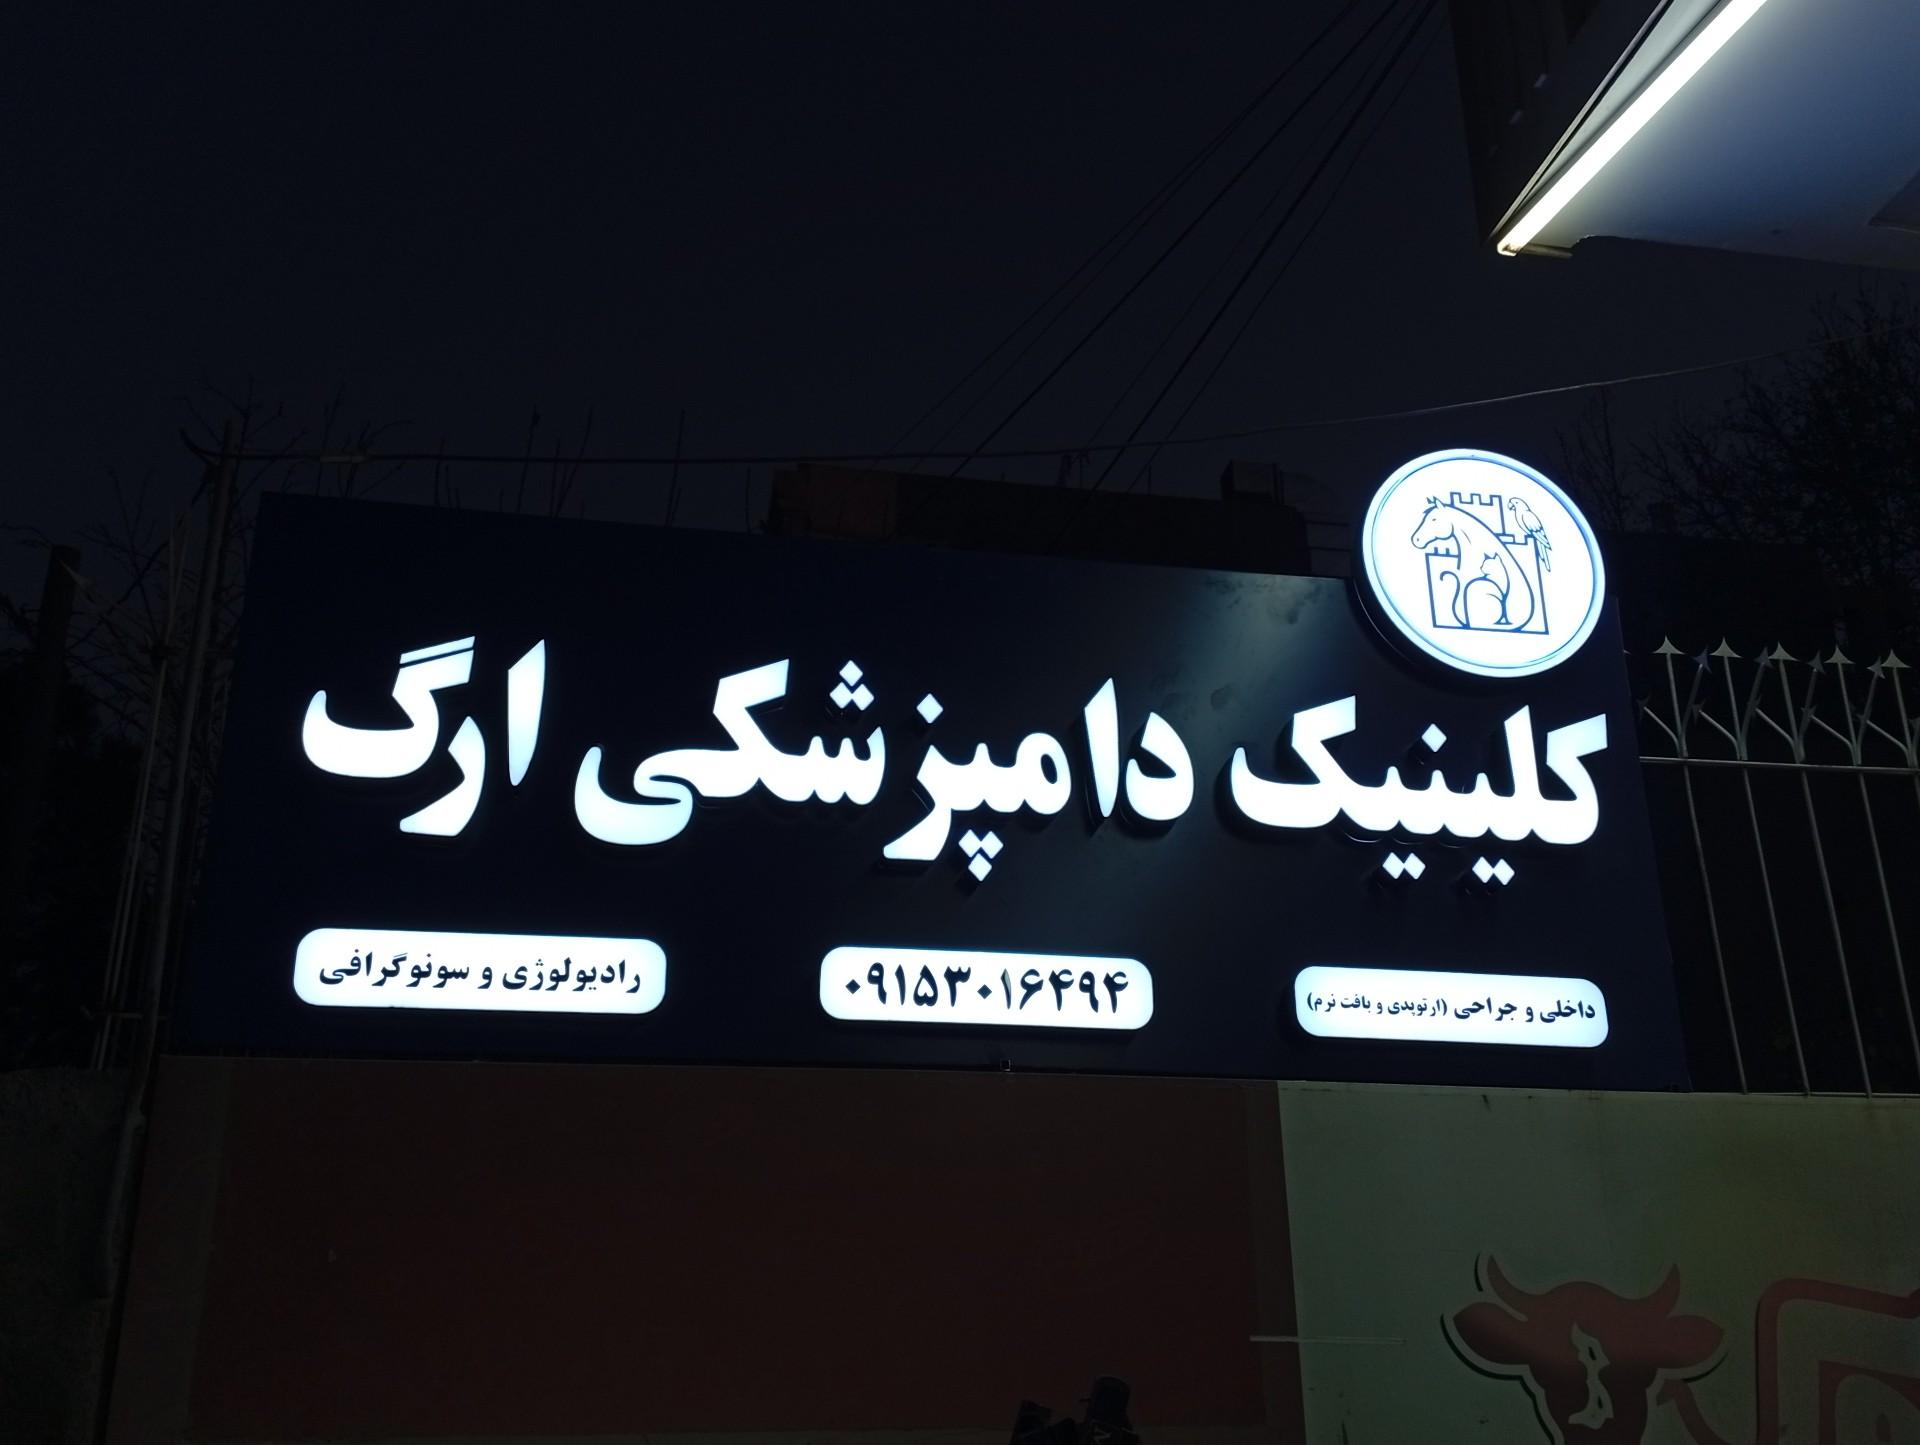 کلینیک دامپزشکی ارگ
داخلی و جراحی (ارتوپدی و بافت نرم)
۰۹۱۵۳۰۱۶۴۹۴
رادیولوژی و سونوگرافی